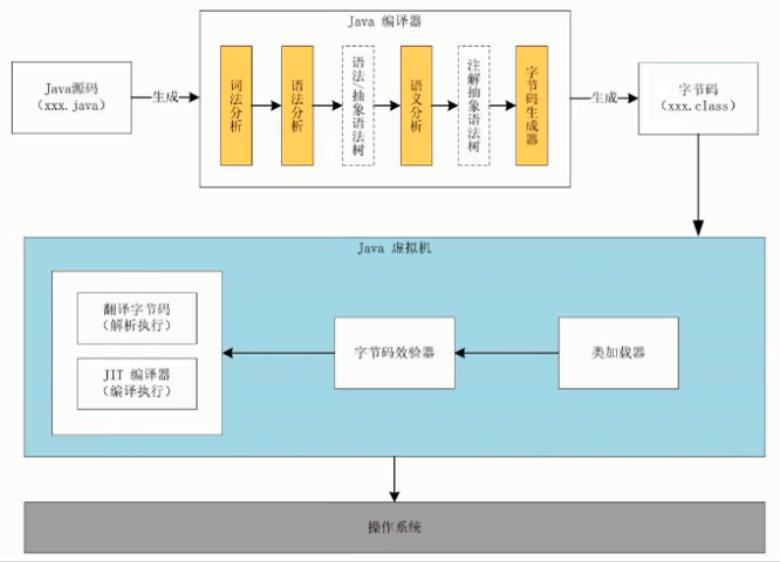 Java 编译器
Java源码
（xxx.java）
生成
词法分析
语法分析
语法/抽象语法树
语义分析
注解抽象语法树
字节码生成器
生成
字节码
（xxx.class）
Java 虚拟机
翻译字节码
（解析执行）
JIT 编译器
（编译执行）
字节码效验器
类加载器
操作系统